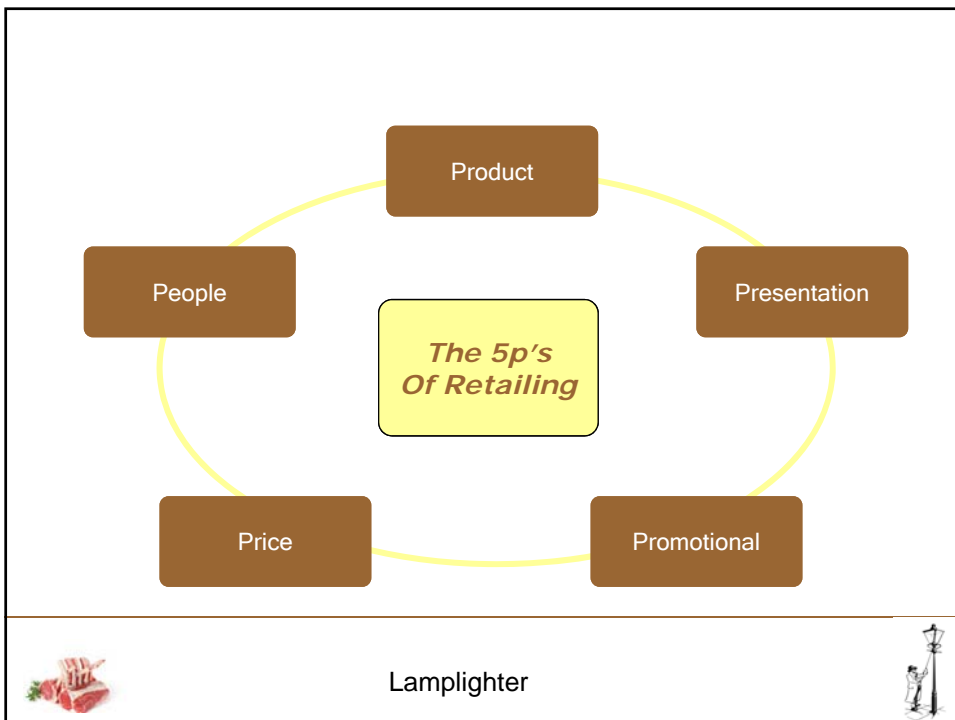 Product
People
Presentation
The 5p's
Of Retailing
Price
Promotional
Lamplighter